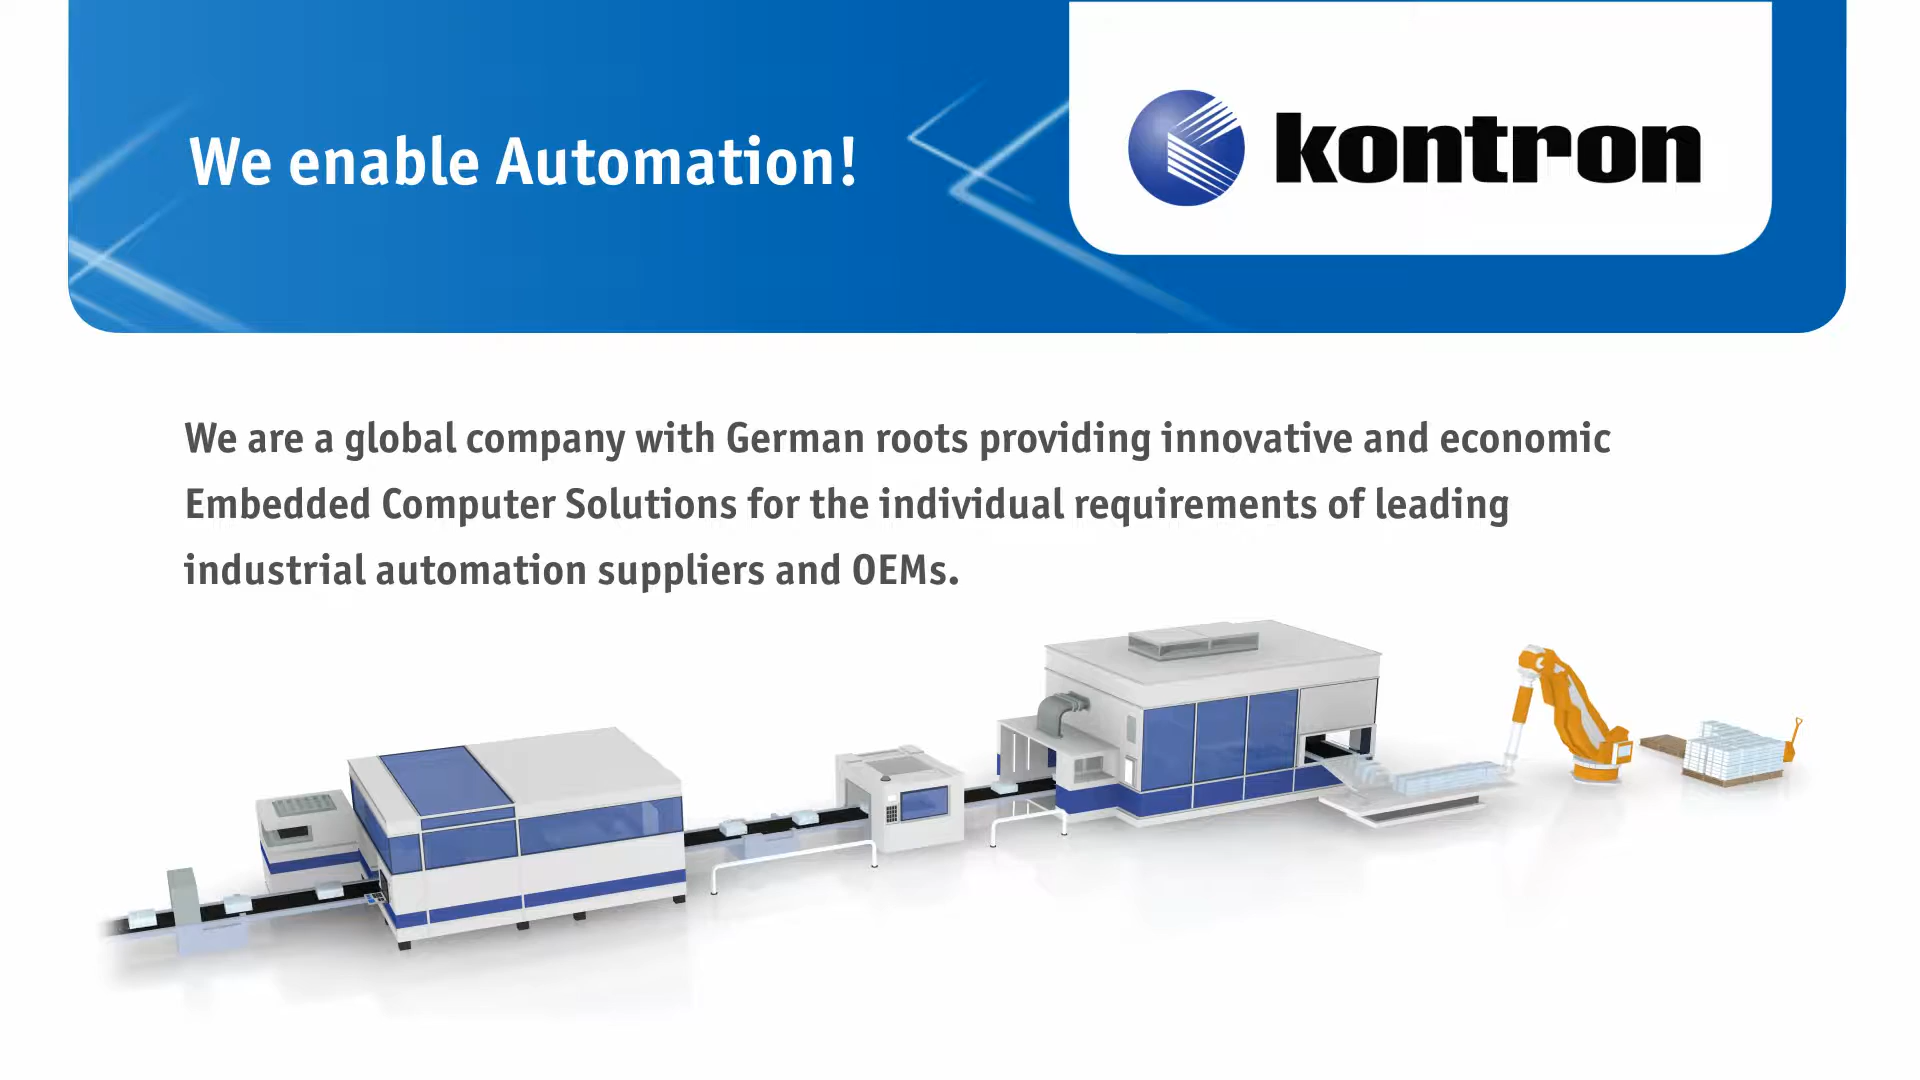 We enable Automation!
kontron
We are a global company with German roots providing innovative and economic
Embedded Computer Solutions for the individual requirements of leading
industrial automation suppliers and OEMs.